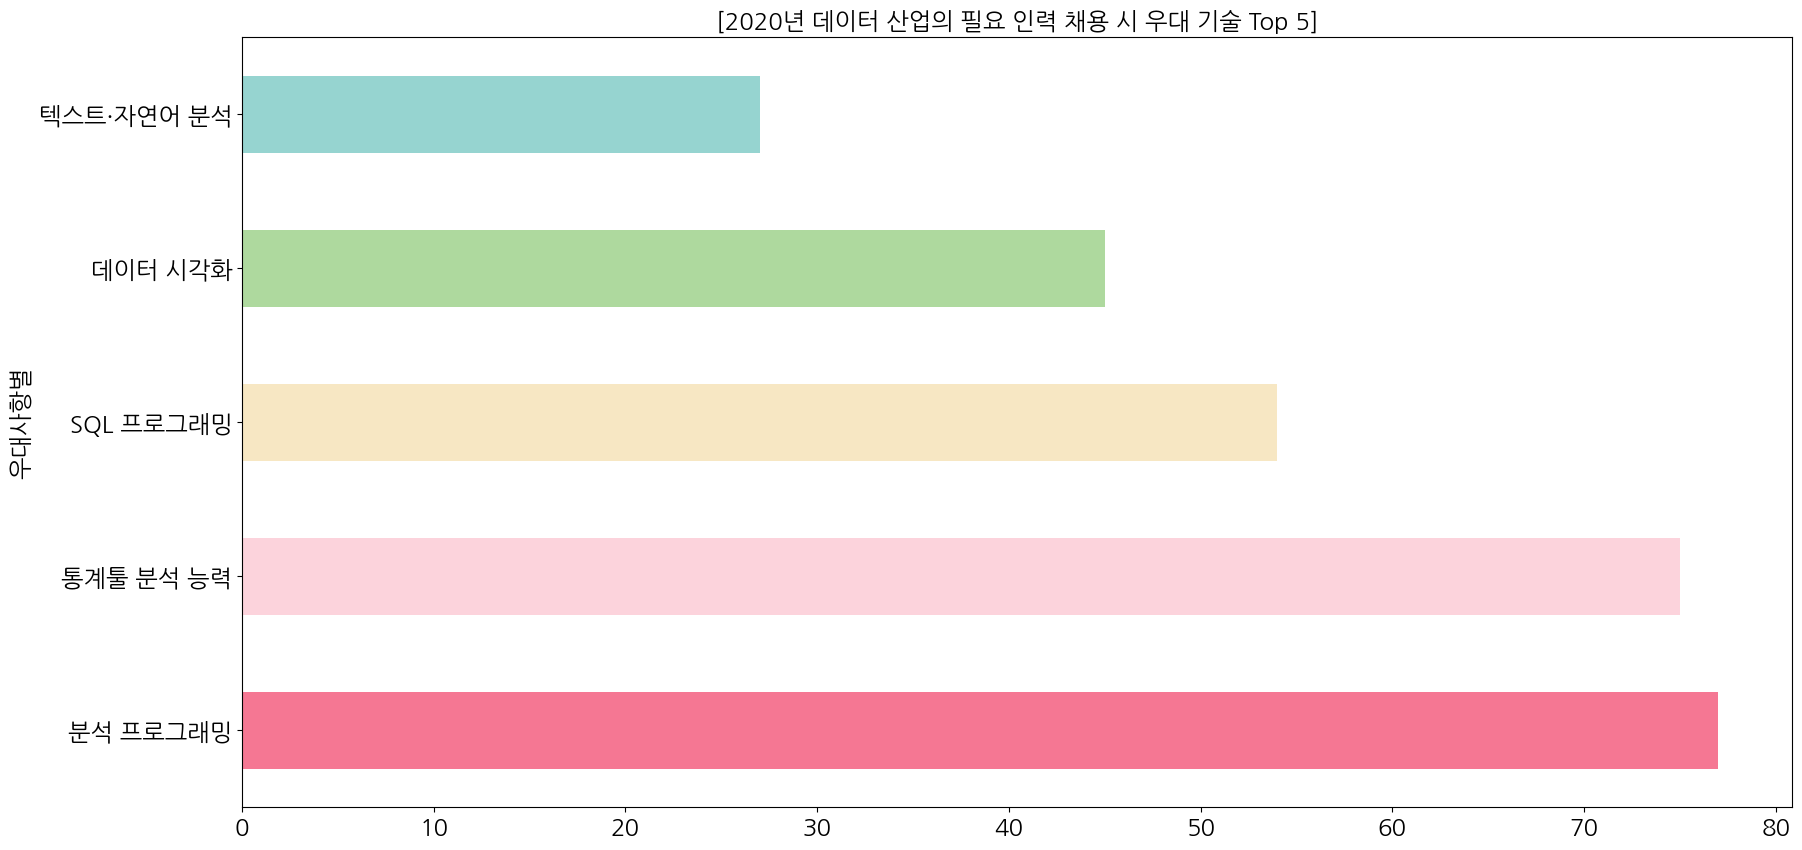 [2020년 데이터 산업의 필요 인력 채용 시 우대 기술 Top 5]
우대사항별
텍스트·자연어 분석
데이터 시각화
SQL 프로그래밍
통계툴 분석 능력
분석 프로그래밍
0 10 20 30 40 50 60 70 80